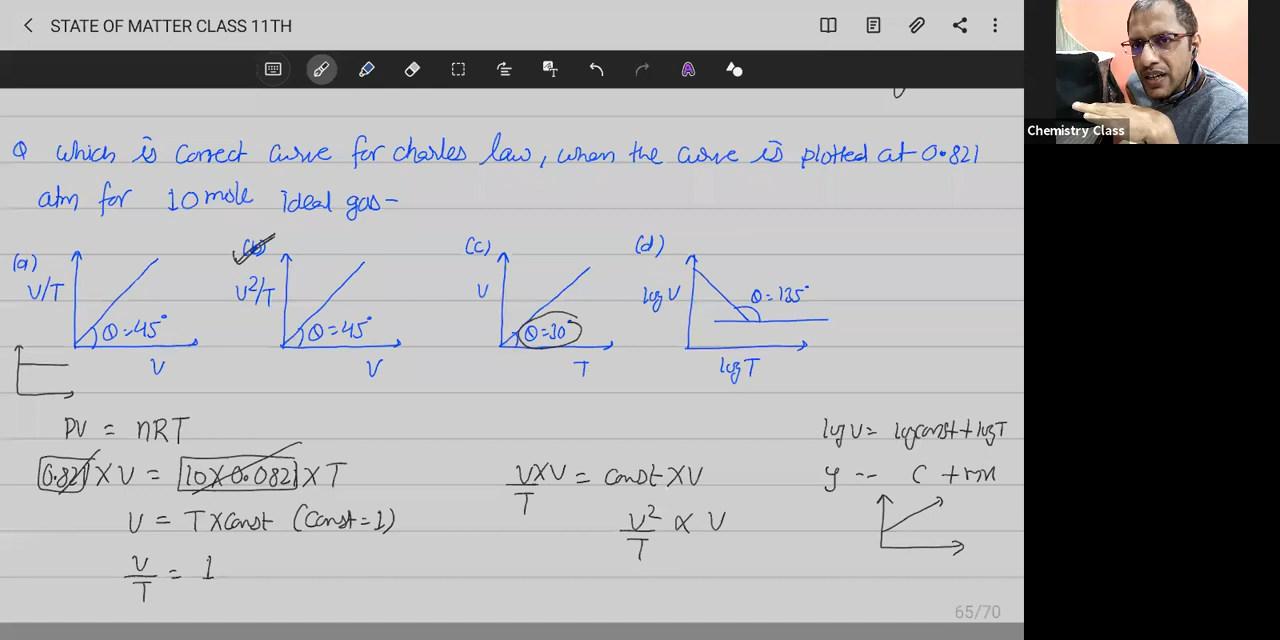 STATE OF MATTER CLASS 11TH
Chemistry Class
Q which is correct curve for charles law, when the curve is plotted at 0.821
atm for 10 mole ideal gas-
(a) V/T θ=45° V
(b) V²/T θ=45° V
(c) V θ=30° T
(d) log V θ=135° log T
PV = nRT
0.821 × V = 10×0.0821 × T
V = T × Const (Const=1)
V/T = 1
V×V/T = Const × V
V²/T ∝ V
log V = log const + log T
y -- C + mx
65/70